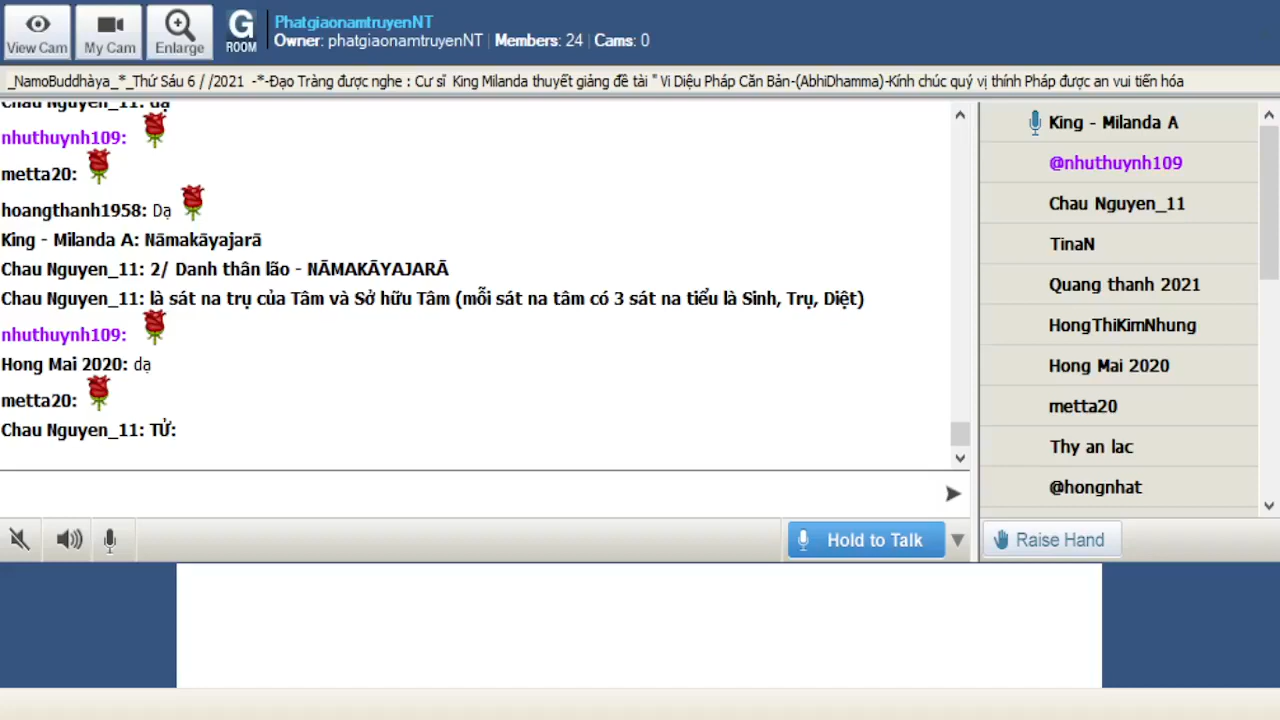 PhatgiaonamtruyenNT
View Cam
My Cam
Enlarge
G
ROOM
Owner: phatgiaonamtruyenNT | Members: 24 | Cams: 0
_NamoBuddhàya_*_Thứ Sáu 6 / /2021 -*-Đạo Tràng được nghe : Cư sĩ King Milanda thuyết giảng đề tài " Vi Diệu Pháp Căn Bản-(AbhiDhamma)-Kính chúc quý vị thính Pháp được an vui tiến hóa
Chau Nguyen_11: dạ
nhuthuynh109:
metta20:
hoangthanh1958: Dạ
King - Milanda A: Nāmakāyajarā
Chau Nguyen_11: 2/ Danh thân lão - NĀMAKĀYAJARĀ
Chau Nguyen_11: là sát na trụ của Tâm và Sở hữu Tâm (mỗi sát na tâm có 3 sát na tiểu là Sinh, Trụ, Diệt)
nhuthuynh109:
Hong Mai 2020: dạ
metta20:
Chau Nguyen_11: TỬ:
King - Milanda A
@nhuthuynh109
Chau Nguyen_11
TinaN
Quang thanh 2021
HongThiKimNhung
Hong Mai 2020
metta20
Thy an lac
@hongnhat
Hold to Talk
Raise Hand